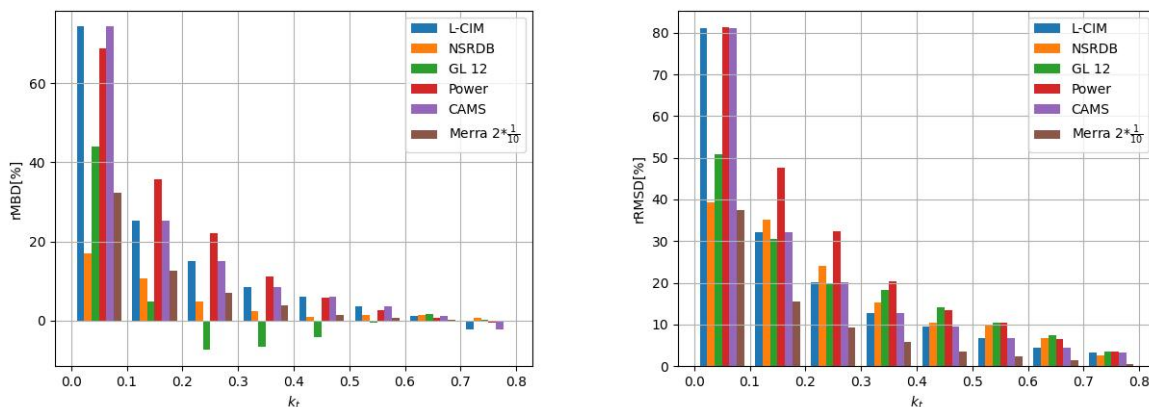 rMBD[%]
60
40
20
0
0.0 0.1 0.2 0.3 0.4 0.5 0.6 0.7 0.8
k_t
L-CIM
NSRDB
GL 12
Power
CAMS
Merra 2*1/10
rRMSD[%]
80
70
60
50
40
30
20
10
0
0.0 0.1 0.2 0.3 0.4 0.5 0.6 0.7 0.8
k_t
L-CIM
NSRDB
GL 12
Power
CAMS
Merra 2*1/10